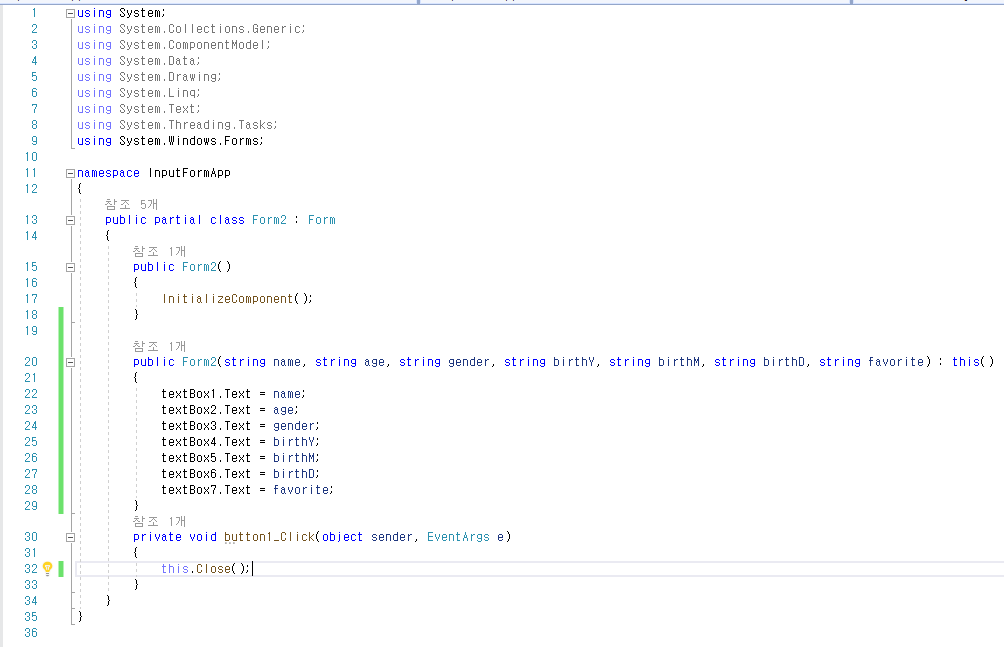 1 using System;
2 using System.Collections.Generic;
3 using System.ComponentModel;
4 using System.Data;
5 using System.Drawing;
6 using System.Linq;
7 using System.Text;
8 using System.Threading.Tasks;
9 using System.Windows.Forms;
10
11 namespace InputFormApp
12 {
참조 5개
13 public partial class Form2 : Form
14 {
참조 1개
15 public Form2()
16 {
17 InitializeComponent();
18 }
19
참조 1개
20 public Form2(string name, string age, string gender, string birthY, string birthM, string birthD, string favorite) : this()
21 {
22 textBox1.Text = name;
23 textBox2.Text = age;
24 textBox3.Text = gender;
25 textBox4.Text = birthY;
26 textBox5.Text = birthM;
27 textBox6.Text = birthD;
28 textBox7.Text = favorite;
29 }
참조 1개
30 private void button1_Click(object sender, EventArgs e)
31 {
32 this.Close();
33 }
34 }
35 }
36